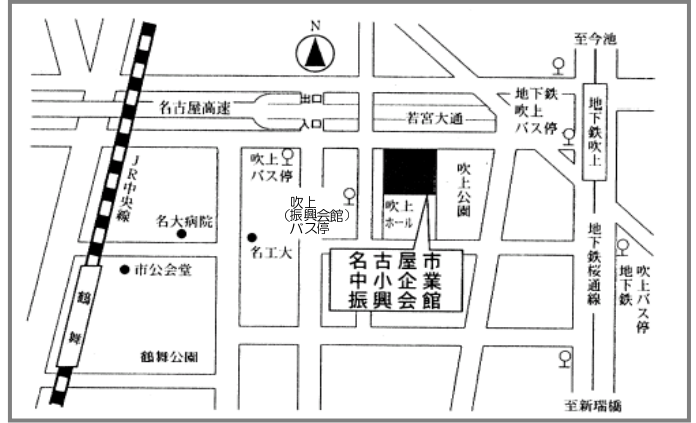 N
至今池
出口
名古屋高速
入口
若宮大通
地下鉄
吹上
バス停
地下鉄吹上
吹上
バス停
JR中央線
吹上
(振興会館)
バス停
吹上
ホール
吹上公園
名大病院
名工大
市公会堂
名古屋市
中小企業
振興会館
地下鉄桜通線
地下鉄
吹上バス停
鶴舞
鶴舞公園
至新瑞橋